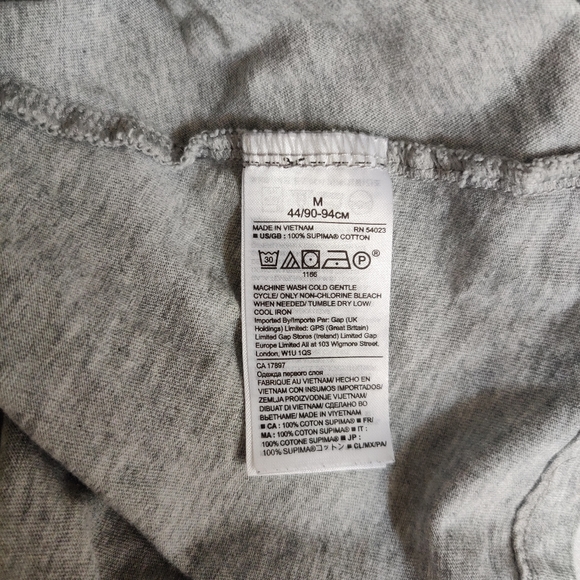 M
44/90-94CM
MADE IN VIETNAM RN 54023
■ US/GB : 100% SUPIMA® COTTON
30 P ®
1186
MACHINE WASH COLD GENTLE
CYCLE/ ONLY NON-CHLORINE BLEACH
WHEN NEEDED/ TUMBLE DRY LOW/
COOL IRON
Imported By/Importe Par: Gap (UK
Holdings) Limited: GPS (Great Britain)
Limited Gap Stores (Ireland) Limited Gap
Europe Limited All at 103 Wigmore Street,
London, W1U 1QS
CA 17897
Одежда первого слоя
FABRIQUE AU VIETNAM/ HECHO EN
VIETNAM CON INSUMOS IMPORTADOS/
ZEMLJA PROIZVODNJE VUETNAM/
DIBUAT DI VIETNAM/ СДЕЛАНО ВО
ВЬЕТНАМЕ/ MADE IN VIYETNAM
■ CA : 100% COTON SUPIMA® ■ FR/
MA : 100% COTON SUPIMA® ■ IT :
100% COTONE SUPIMA® ■ JP :
100% SUPIMA®コットン ■ CL/MX/PA/